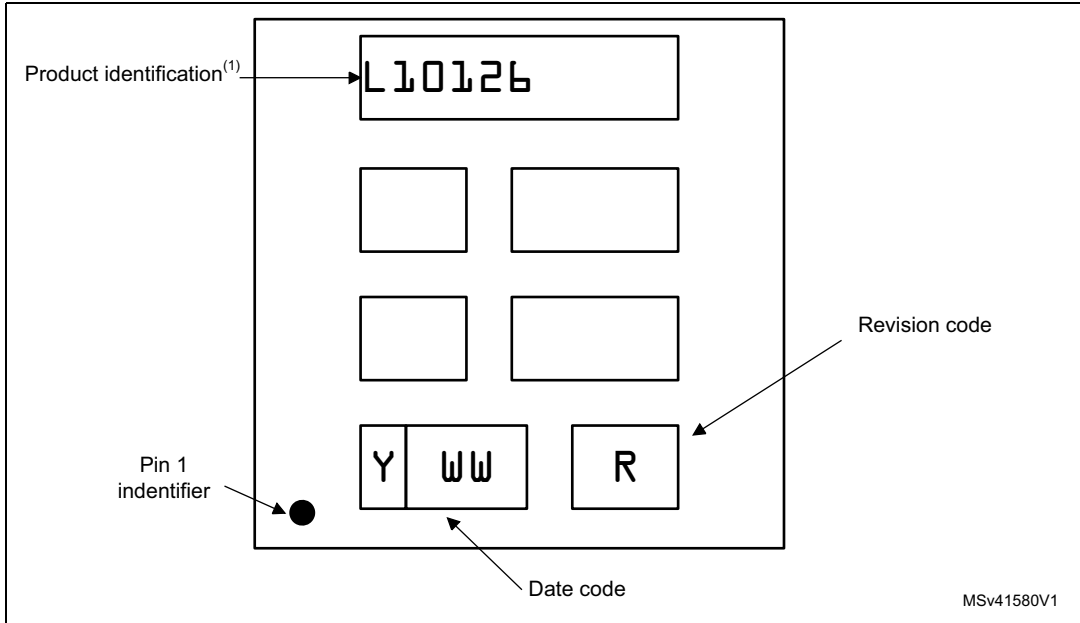 Product identification(1)
L10126
Revision code
Y WW R
Pin 1
indentifier
Date code
MSv41580V1